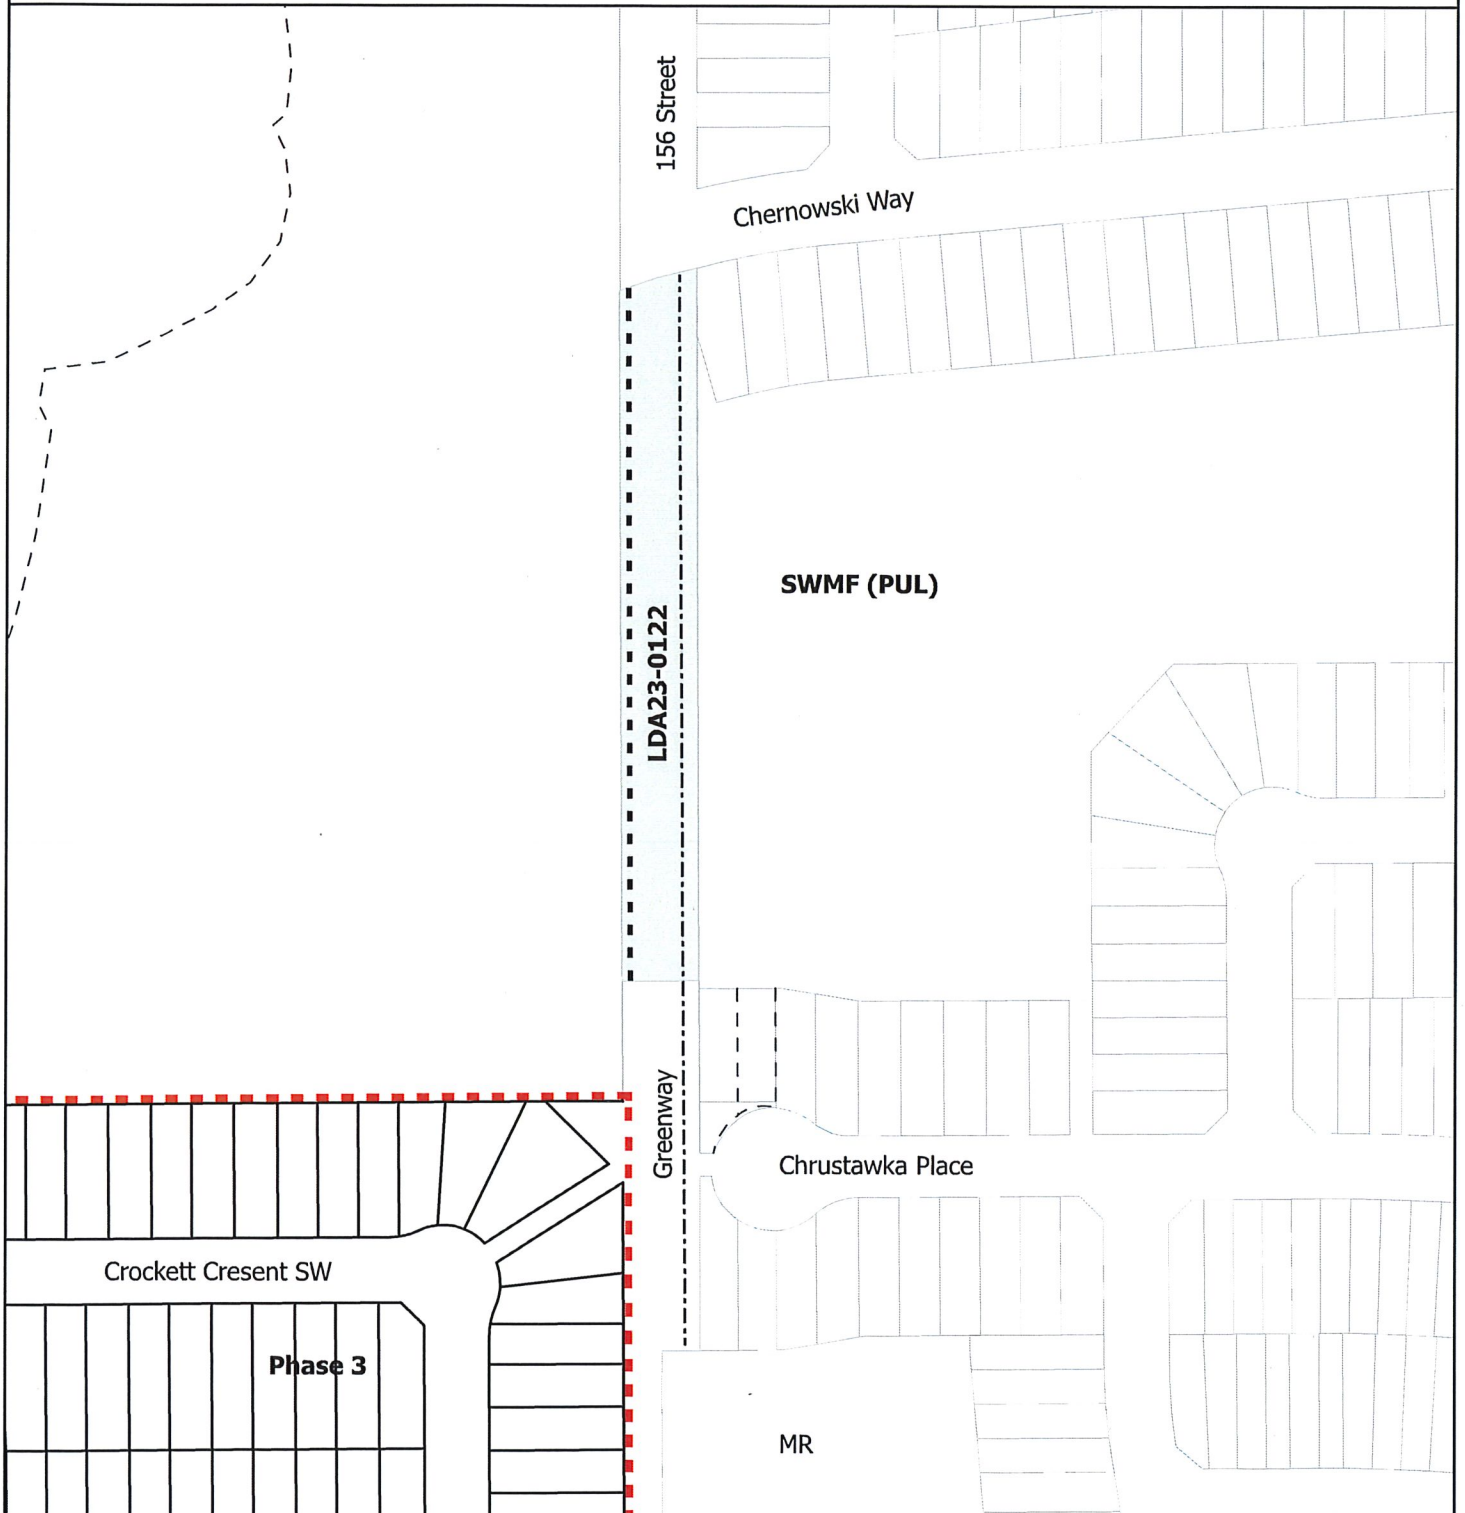 156 Street
Chernowski Way
SWMF (PUL)
LDA23-0122
Greenway
Chrustawka Place
Crockett Cresent SW
Phase 3
MR